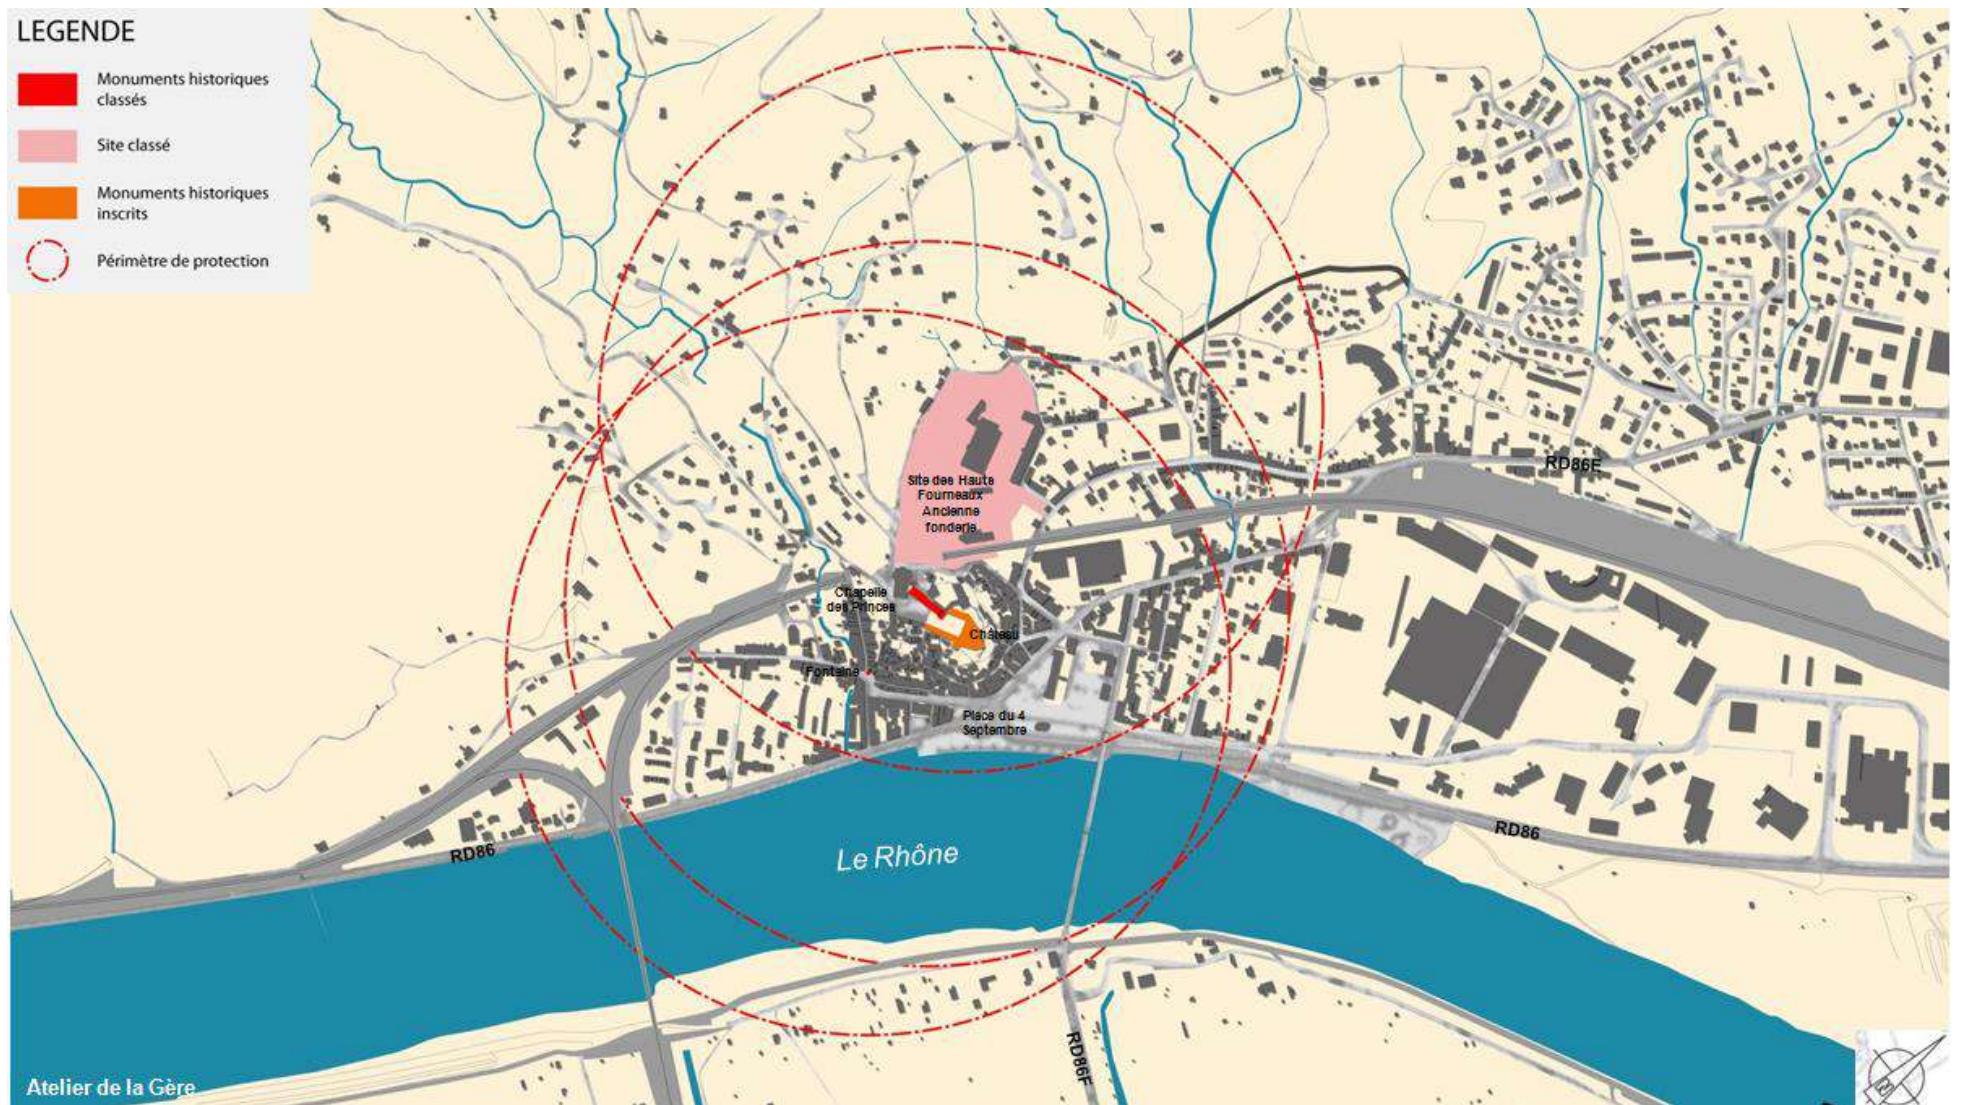 LEGENDE
Monuments historiques
classés
Site classé
Monuments historiques
inscrits
Périmètre de protection
RD86E
Site des Hauts
Fourneaux
Ancienne
fonderie
Chapelle
des Princes
Château
Fontaine
Place du 4
Septembre
Le Rhône
RD86
RD86
RD86F
Atelier de la Gère